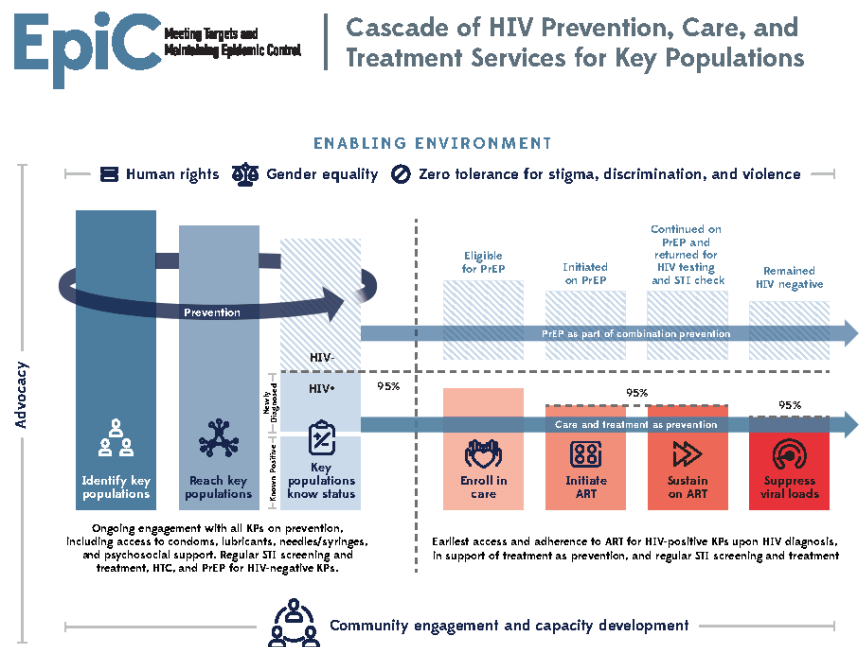 EpiC
Meeting Targets and
Maintaining Epidemic Control
Cascade of HIV Prevention, Care, and
Treatment Services for Key Populations
ENABLING ENVIRONMENT
Human rights
Gender equality
Zero tolerance for stigma, discrimination, and violence
Advocacy
Prevention
HIV-
HIV+
Newly
Diagnosed
Known Positive
95%
Identify key
populations
Reach key
populations
Key
populations
know status
Eligible
for PrEP
Initiated
on PrEP
Continued on
PrEP and
returned for
HIV testing
and STI check
Remained
HIV negative
PrEP as part of combination prevention
95%
95%
Care and treatment as prevention
Enroll in
care
Initiate
ART
Sustain
on ART
Suppress
viral loads
Ongoing engagement with all KPs on prevention,
including access to condoms, lubricants, needles/syringes,
and psychosocial support. Regular STI screening and
treatment, HTC, and PrEP for HIV-negative KPs.
Earliest access and adherence to ART for HIV-positive KPs upon HIV diagnosis,
in support of treatment as prevention, and regular STI screening and treatment
Community engagement and capacity development